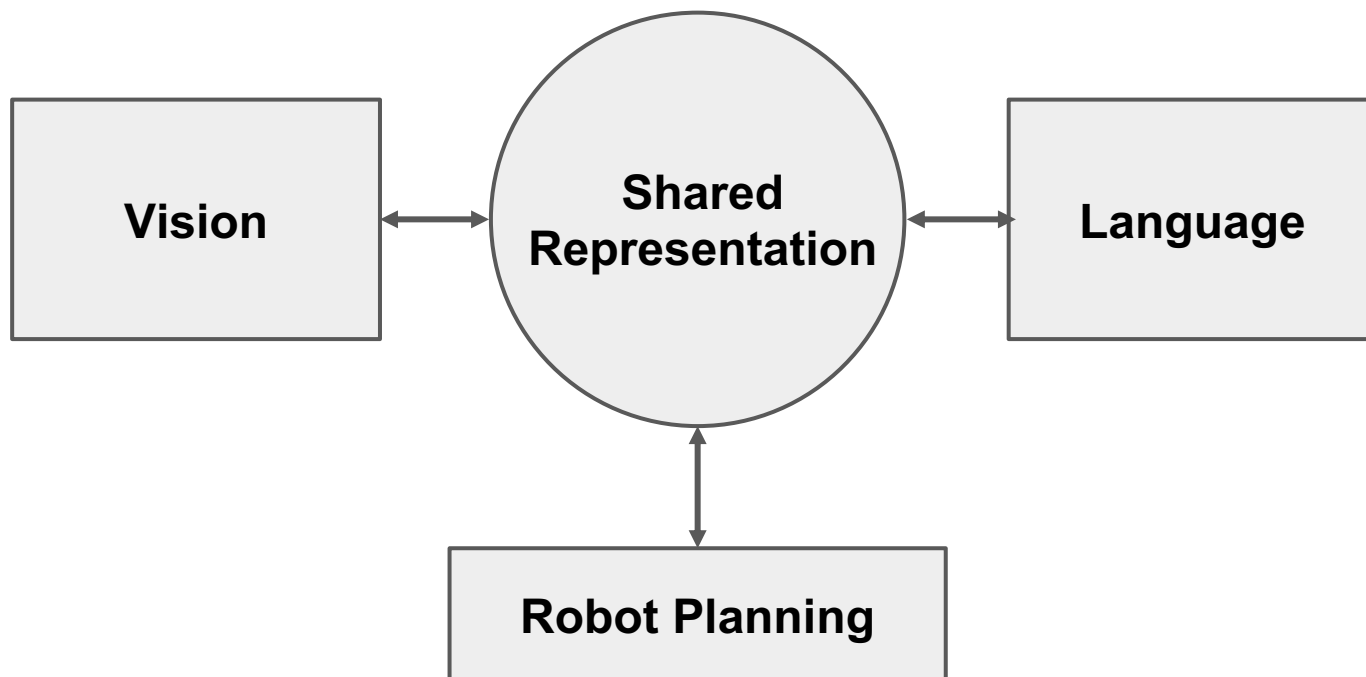 Vision
Shared
Representation
Language
Robot Planning